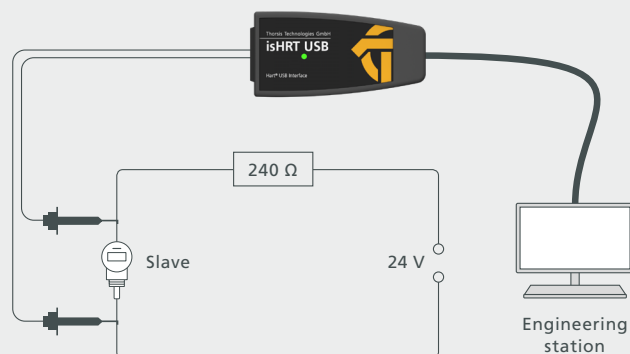 Thorsis Technologies GmbH
isHRT USB
Hart® USB Interface
240 Ω
Slave
24 V
Engineering
station